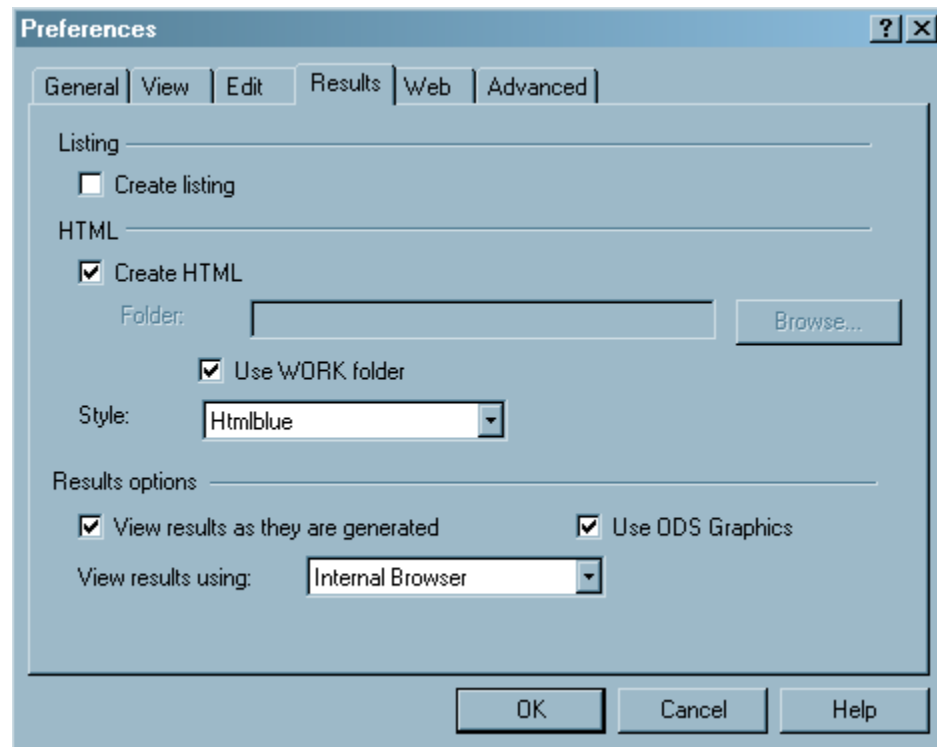 Preferences
General View Edit Results Web Advanced
Listing
Create listing
HTML
Create HTML
Folder: Browse...
Use WORK folder
Style: Htmlblue
Results options
View results as they are generated Use ODS Graphics
View results using: Internal Browser
OK Cancel Help